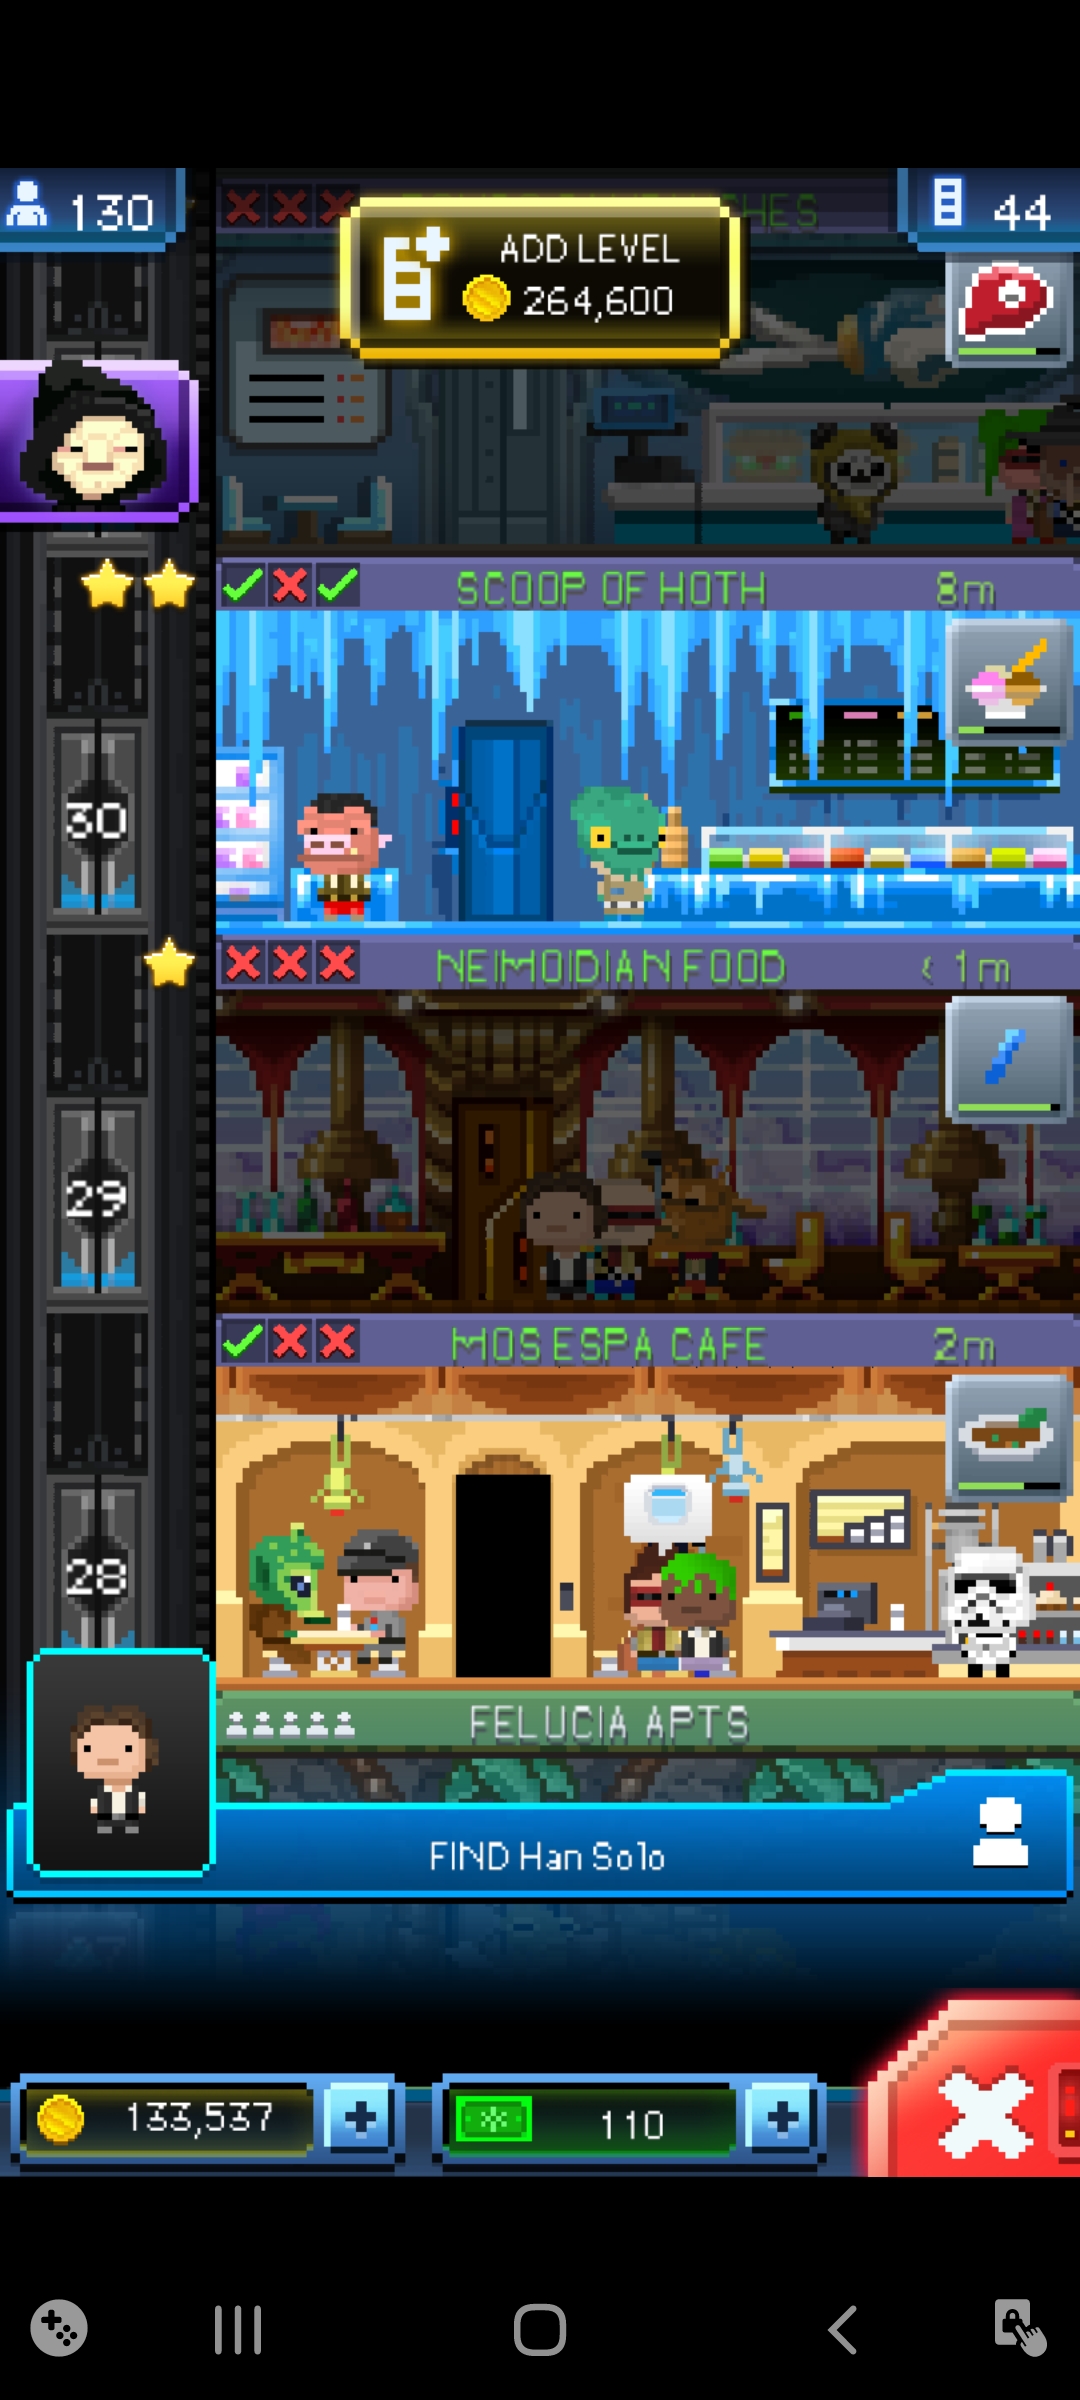 130
44
HES
ADD LEVEL
264,600
SCOOP OF HOTH
8m
30
NEIMOIDIAN FOOD
< 1m
29
MOS ESPA CAFE
2m
28
FELUCIA APTS
FIND Han Solo
133,537
110